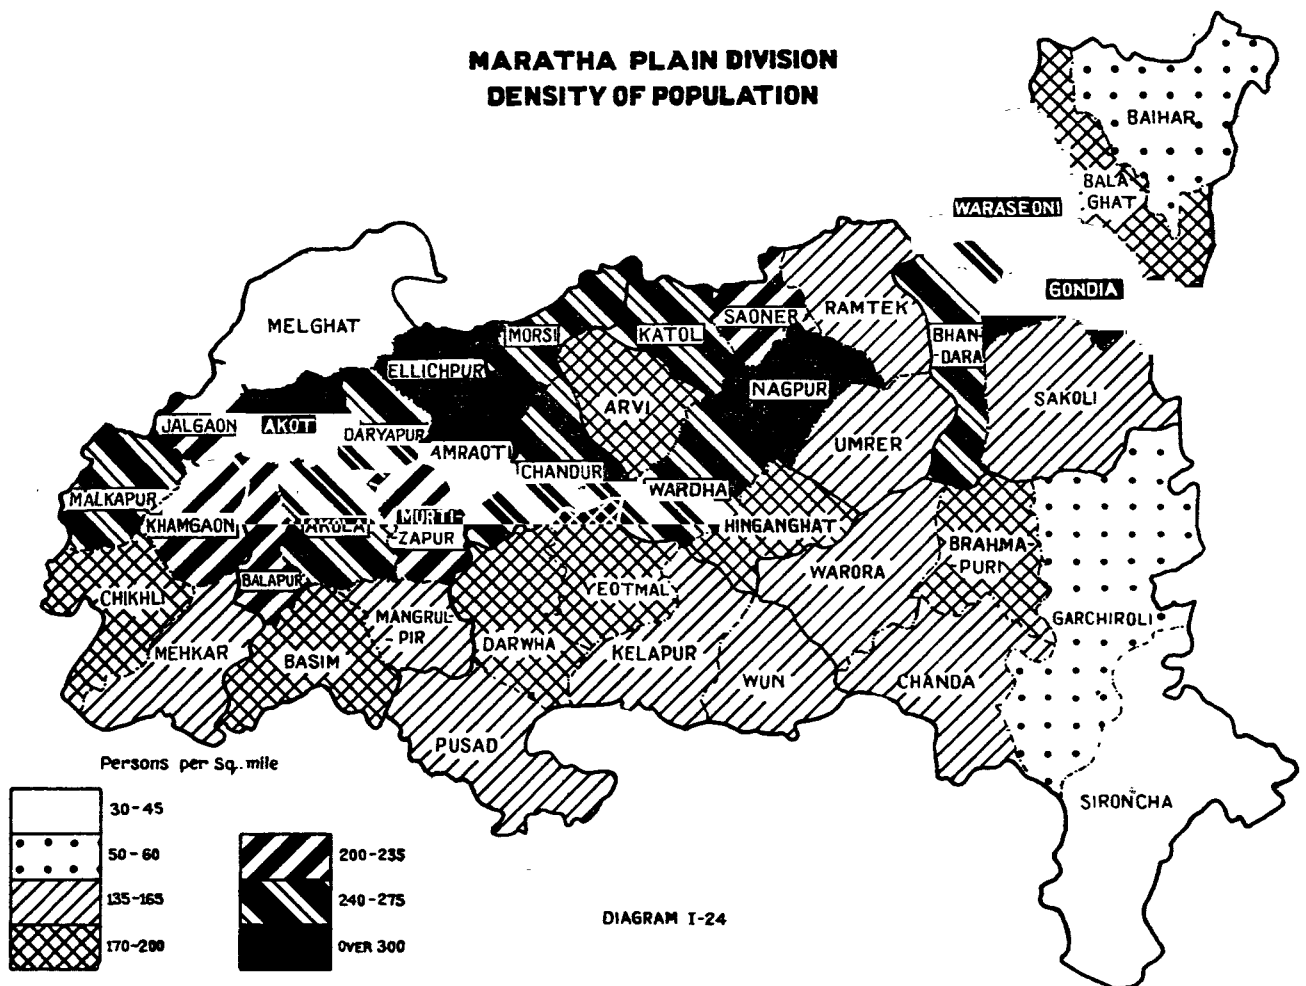 MARATHA PLAIN DIVISION
DENSITY OF POPULATION
BAIHAR
BALA-
GHAT
WARASEONI
GONDIA
MELGHAT
RAMTEK
SAONER
MORSI
KATOL
BHAN-
-DARA
ELLICHPUR
NAGPUR
SAKOLI
ARVI
JALGAON
AKOT
DARYAPUR
UMRER
AMRAOTI
CHANDUR
WARDHA
MALKAPUR
KHAMGAON
AKOLA
MURTI-
ZAPUR
HINGANGHAT
BRAHMA-
-PURI
BALAPUR
WARORA
CHIKHLI
YEOTMAL
MANGRUL-
-PIR
GARCHIROLI
MEHKAR
BASIM
DARWHA
KELAPUR
WUN
CHANDA
PUSAD
SIRONCHA
Persons per Sq. mile
30-45
50-60
135-165
170-200
200-235
240-275
OVER 300
DIAGRAM I-24